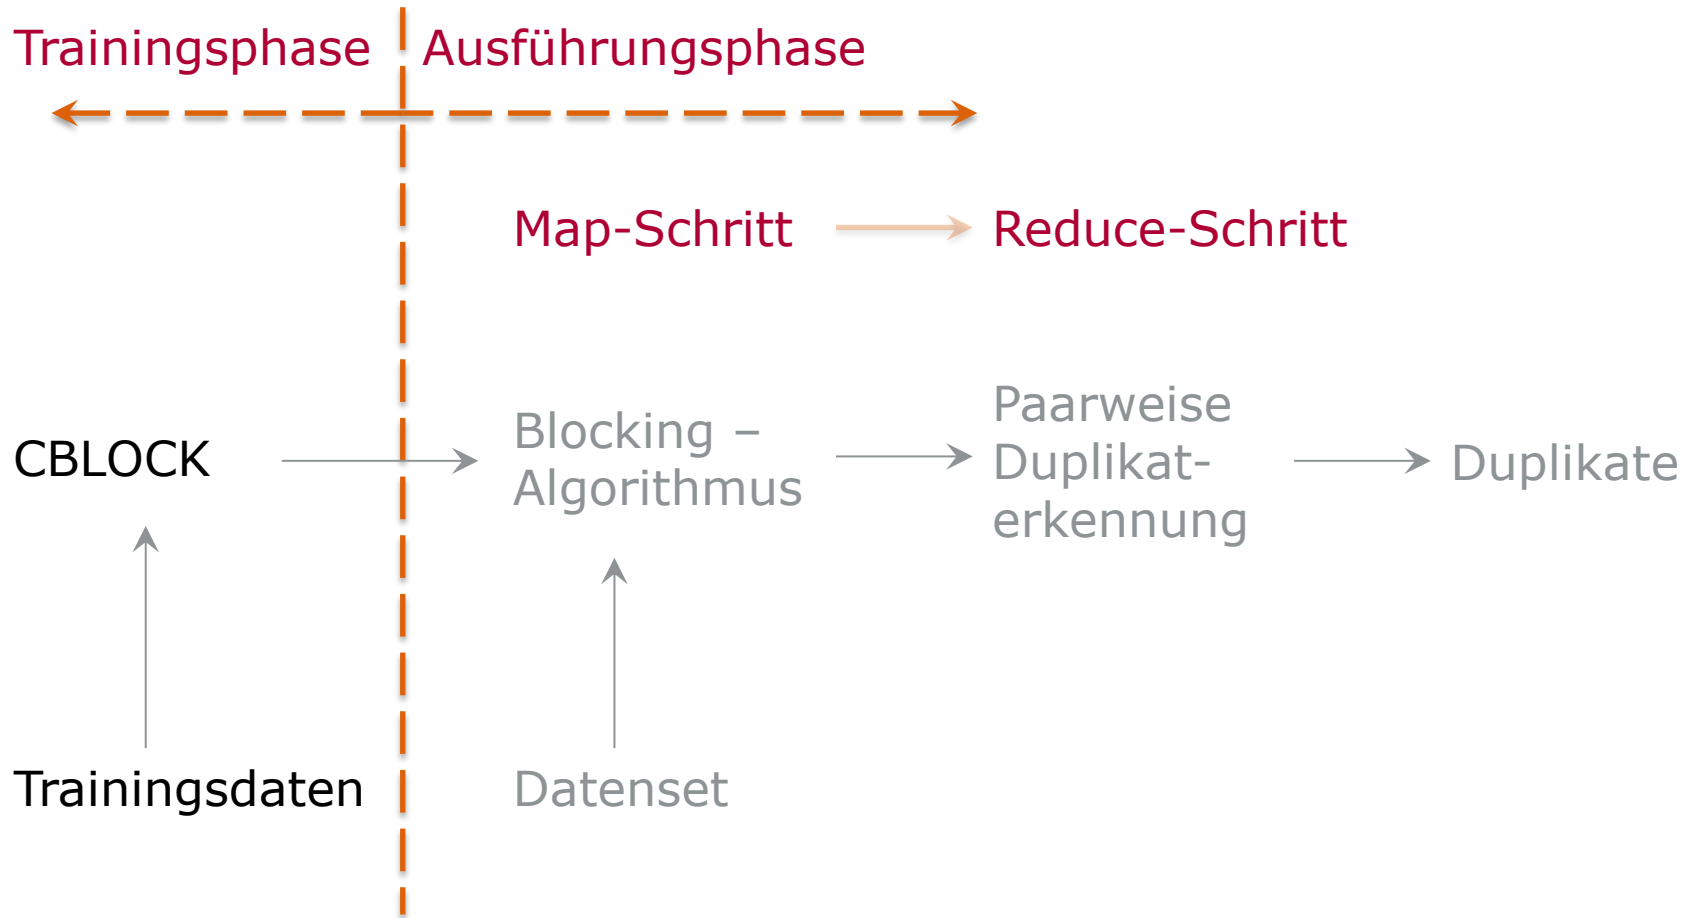 Trainingsphase
Ausführungsphase
Map-Schritt
Reduce-Schritt
CBLOCK
Blocking –
Algorithmus
Paarweise
Duplikat-
erkennung
Duplikate
Trainingsdaten
Datenset